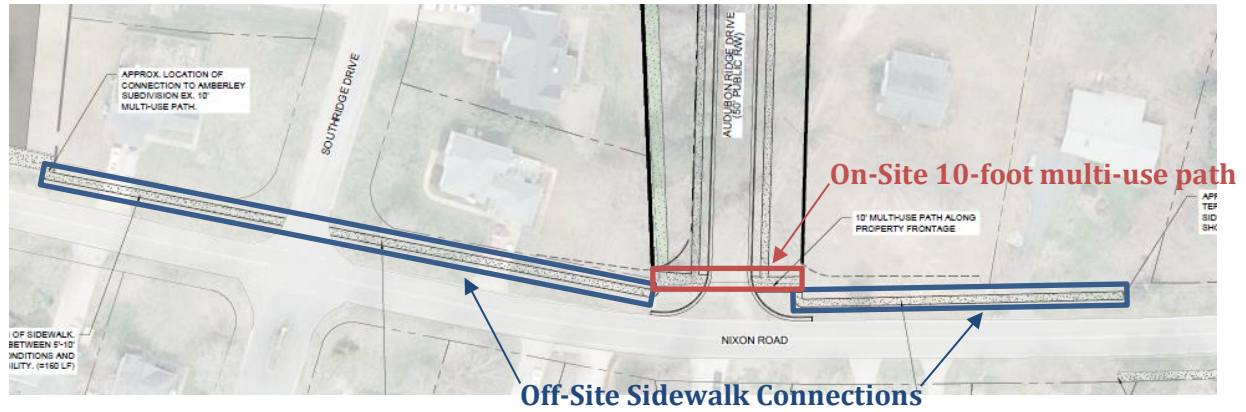 APPROX. LOCATION OF
CONNECTION TO AMBERLEY
SUBDIVISION EX. 10'
MULTI-USE PATH.
SOUTHRIDGE DRIVE
AUDUBON RIDGE DRIVE
(50' PUBLIC R/W)
On-Site 10-foot multi-use path
10' MULTI-USE PATH ALONG
PROPERTY FRONTAGE
SID
SHO
OF SIDEWALK.
BETWEEN 5'-10'
ONDITIONS AND
ILITY. (=160 LF)
NIXON ROAD
Off-Site Sidewalk Connections